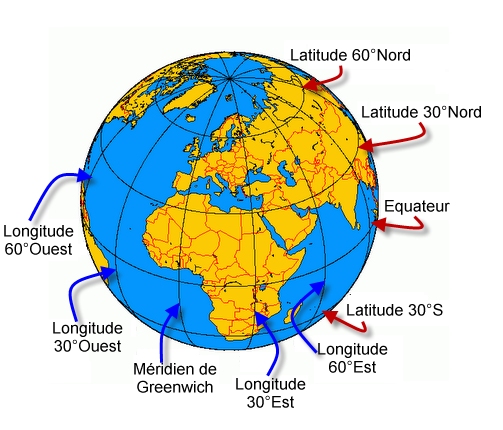 Latitude 60°Nord
Latitude 30°Nord
Equateur
Longitude
60°Ouest
Latitude 30°S
Longitude
30°Ouest
Longitude
60°Est
Méridien de
Greenwich
Longitude
30°Est